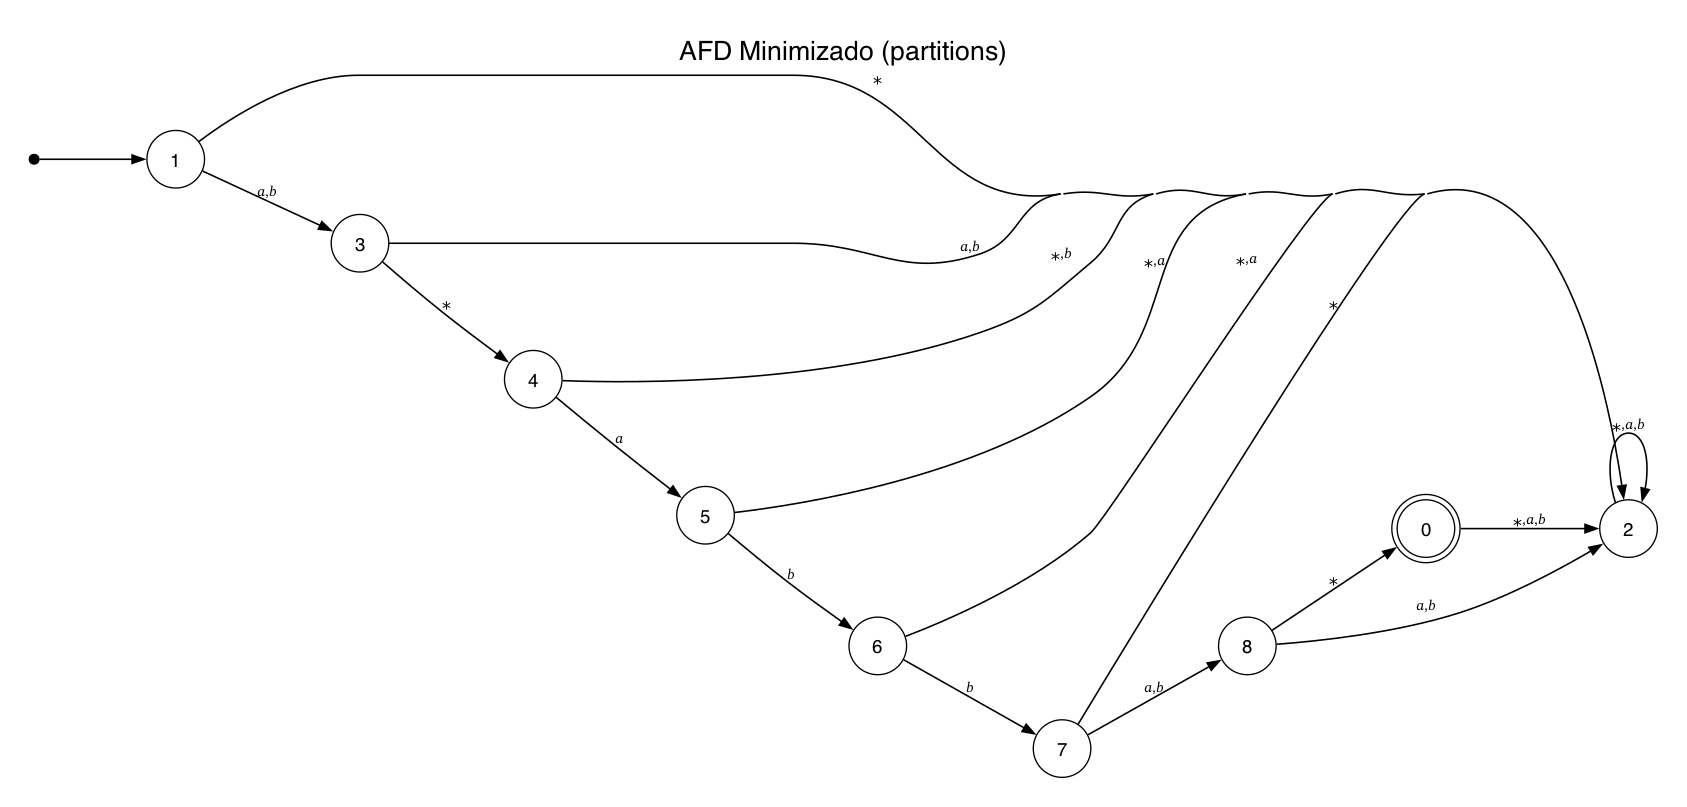 AFD Minimizado (partitions)
*
1
a,b
3
a,b
*,b
*,a
*,a
*
*
4
a
5
*,a,b
b
0
*,a,b
2
*
a,b
6
8
b
a,b
7